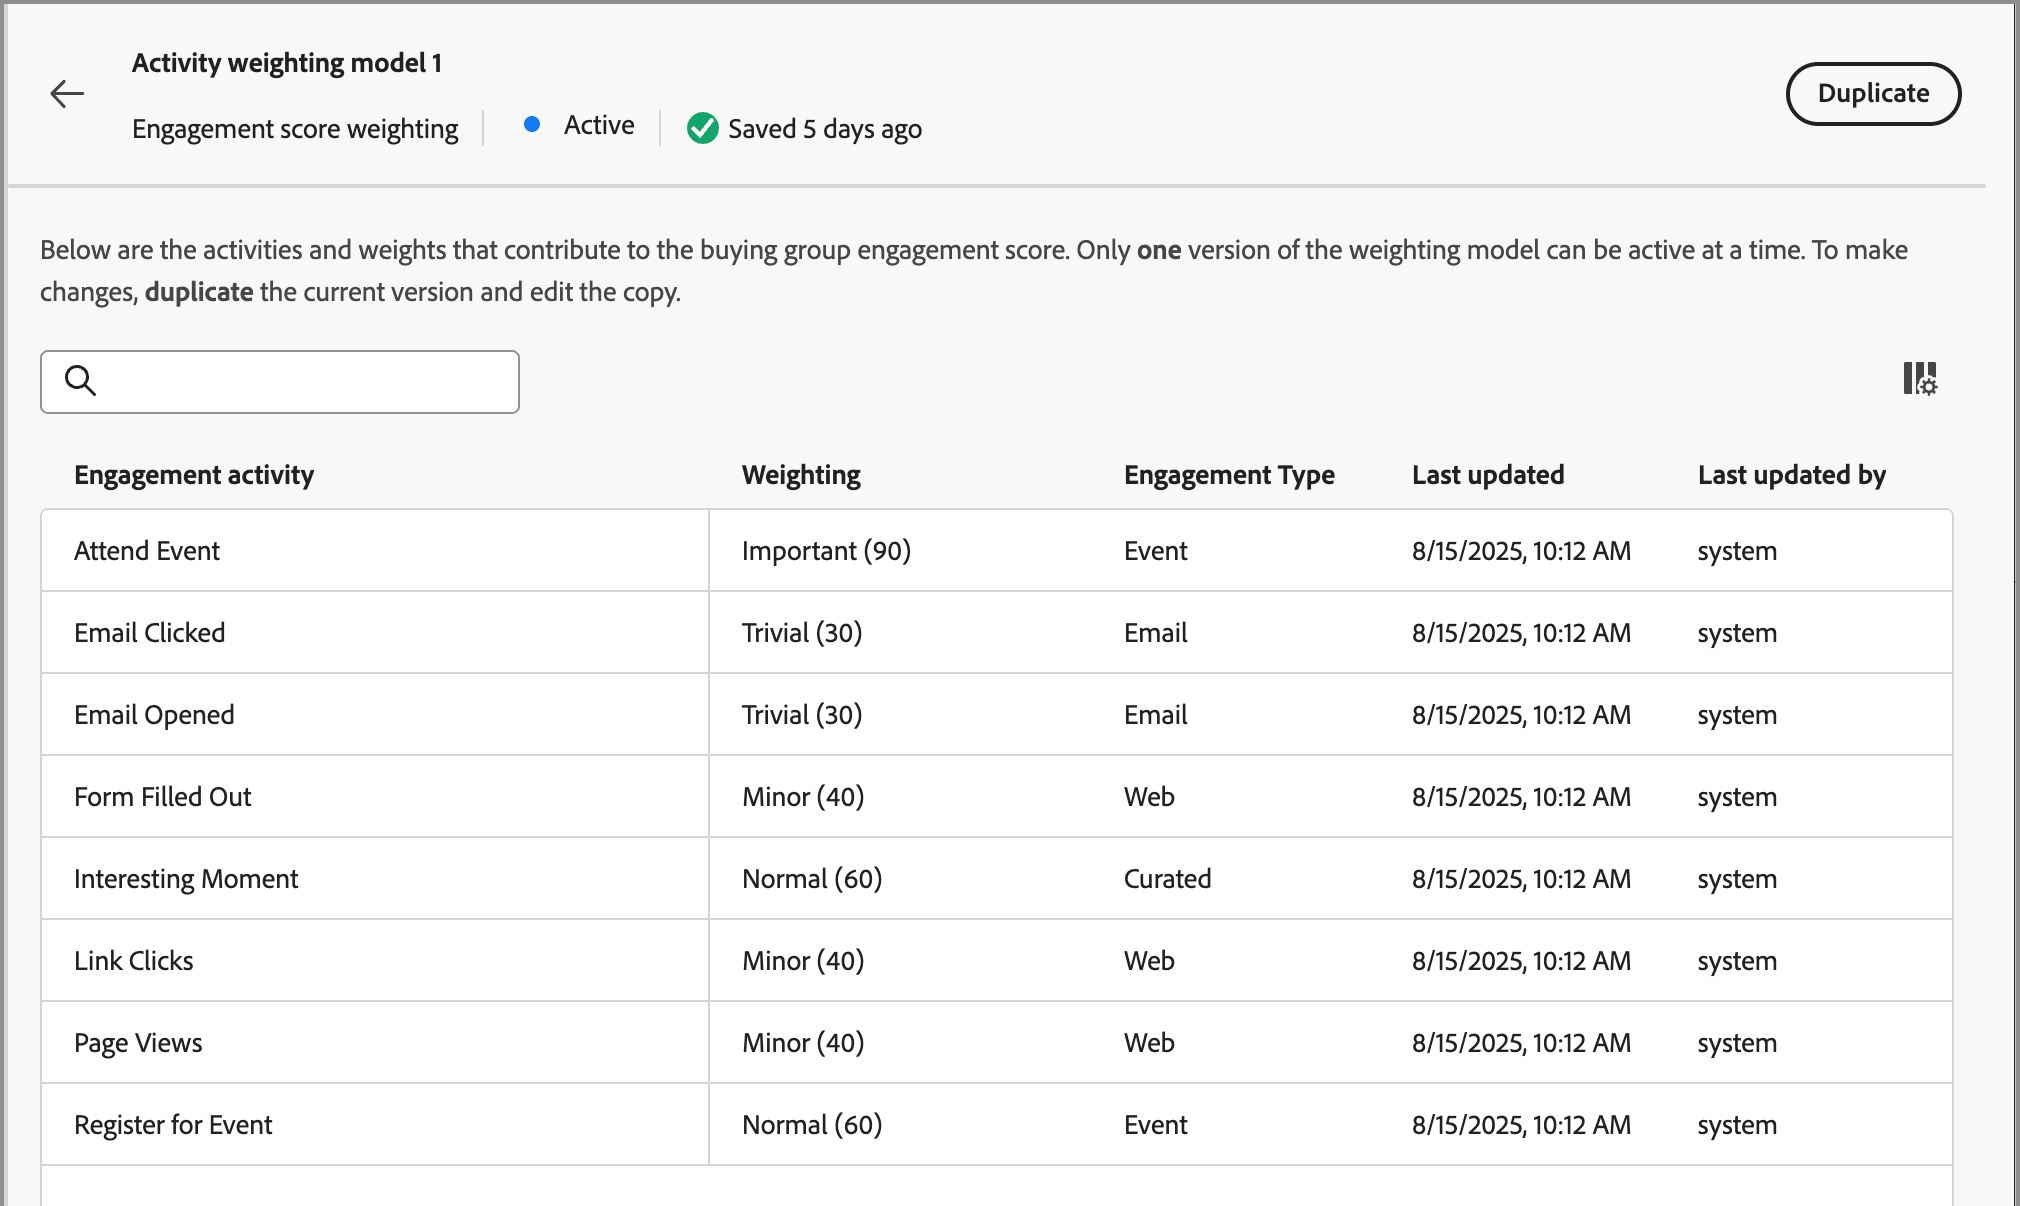 Activity weighting model 1
Duplicate
Engagement score weighting Active Saved 5 days ago
Below are the activities and weights that contribute to the buying group engagement score. Only one version of the weighting model can be active at a time. To make
changes, duplicate the current version and edit the copy.
Engagement activity Weighting Engagement Type Last updated Last updated by
Attend Event Important (90) Event 8/15/2025, 10:12 AM system
Email Clicked Trivial (30) Email 8/15/2025, 10:12 AM system
Email Opened Trivial (30) Email 8/15/2025, 10:12 AM system
Form Filled Out Minor (40) Web 8/15/2025, 10:12 AM system
Interesting Moment Normal (60) Curated 8/15/2025, 10:12 AM system
Link Clicks Minor (40) Web 8/15/2025, 10:12 AM system
Page Views Minor (40) Web 8/15/2025, 10:12 AM system
Register for Event Normal (60) Event 8/15/2025, 10:12 AM system